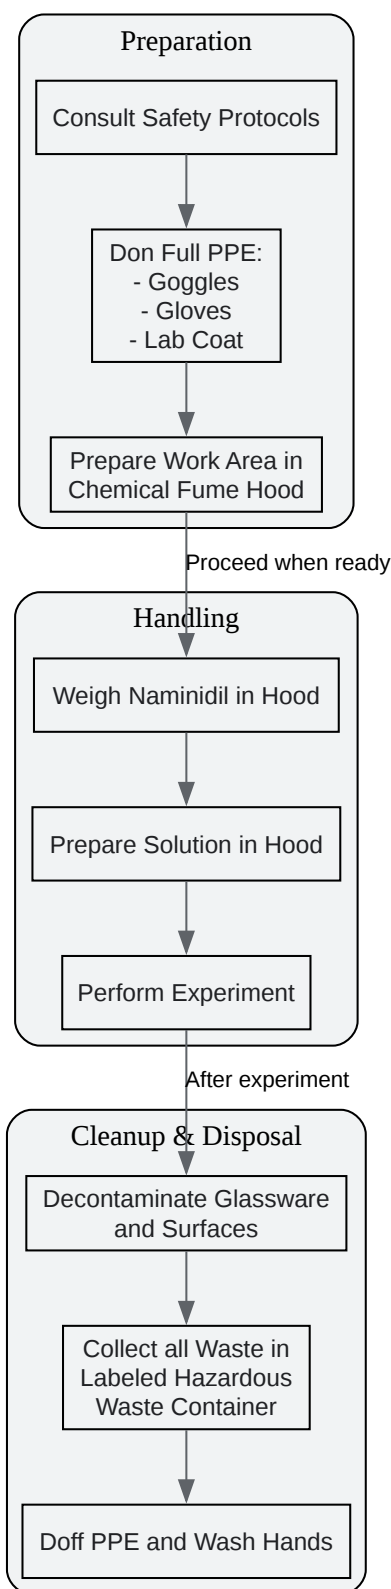 Preparation
Consult Safety Protocols
Don Full PPE:
- Goggles
- Gloves
- Lab Coat
Prepare Work Area in
Chemical Fume Hood
Proceed when ready
Handling
Weigh Naminidil in Hood
Prepare Solution in Hood
Perform Experiment
After experiment
Cleanup & Disposal
Decontaminate Glassware
and Surfaces
Collect all Waste in
Labeled Hazardous
Waste Container
Doff PPE and Wash Hands